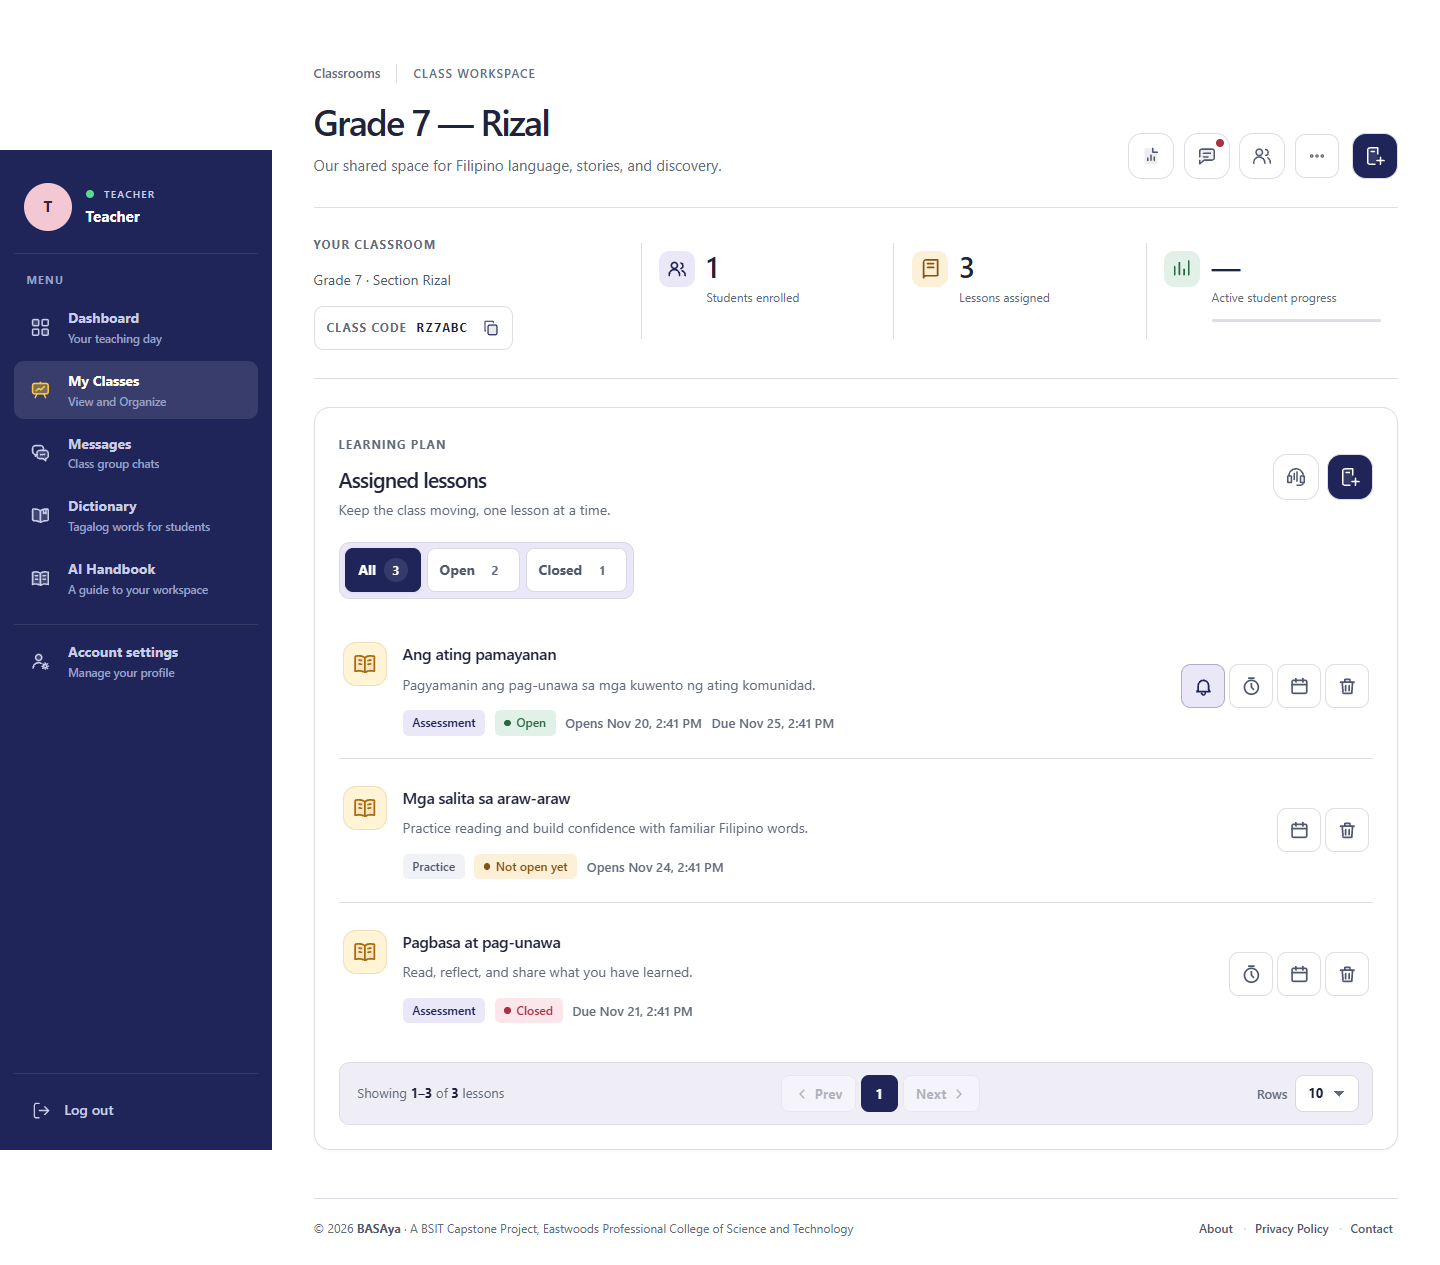 T
TEACHER
Teacher
MENU
Dashboard
Your teaching day
My Classes
View and Organize
Messages
Class group chats
Dictionary
Tagalog words for students
AI Handbook
A guide to your workspace
Account settings
Manage your profile
Log out
Classrooms CLASS WORKSPACE
Grade 7 — Rizal
Our shared space for Filipino language, stories, and discovery.
YOUR CLASSROOM
Grade 7 · Section Rizal
CLASS CODE RZ7ABC
1
Students enrolled
3
Lessons assigned
—
Active student progress
LEARNING PLAN
Assigned lessons
Keep the class moving, one lesson at a time.
All 3 Open 2 Closed 1
Ang ating pamayanan
Pagyamanin ang pag-unawa sa mga kuwento ng ating komunidad.
Assessment Open Opens Nov 20, 2:41 PM Due Nov 25, 2:41 PM
Mga salita sa araw-araw
Practice reading and build confidence with familiar Filipino words.
Practice Not open yet Opens Nov 24, 2:41 PM
Pagbasa at pag-unawa
Read, reflect, and share what you have learned.
Assessment Closed Due Nov 21, 2:41 PM
Showing 1–3 of 3 lessons Prev 1 Next Rows 10
© 2026 BASAya · A BSIT Capstone Project, Eastwoods Professional College of Science and Technology About · Privacy Policy · Contact